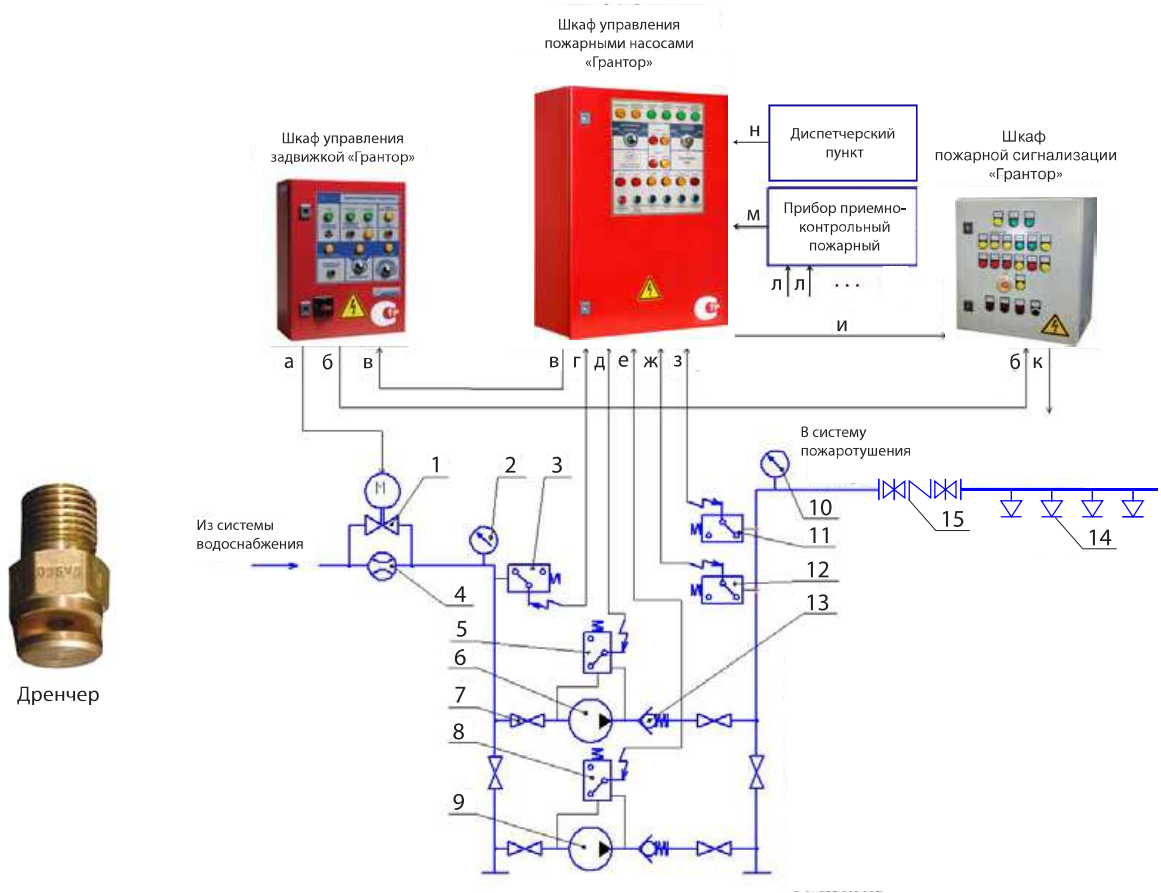 Шкаф управления
пожарными насосами
«Грантор»
Шкаф управления
задвижкой «Грантор»
Диспетчерский
пункт
Прибор приемно-
контрольный
пожарный
Шкаф
пожарной сигнализации
«Грантор»
н
м
л л ...
и
а б в
в г д е ж з
б к
В систему
пожаротушения
Из системы
водоснабжения
M
1
2
3
4
5
6
7
8
9
10
11
12
13
14
15
Дренчер